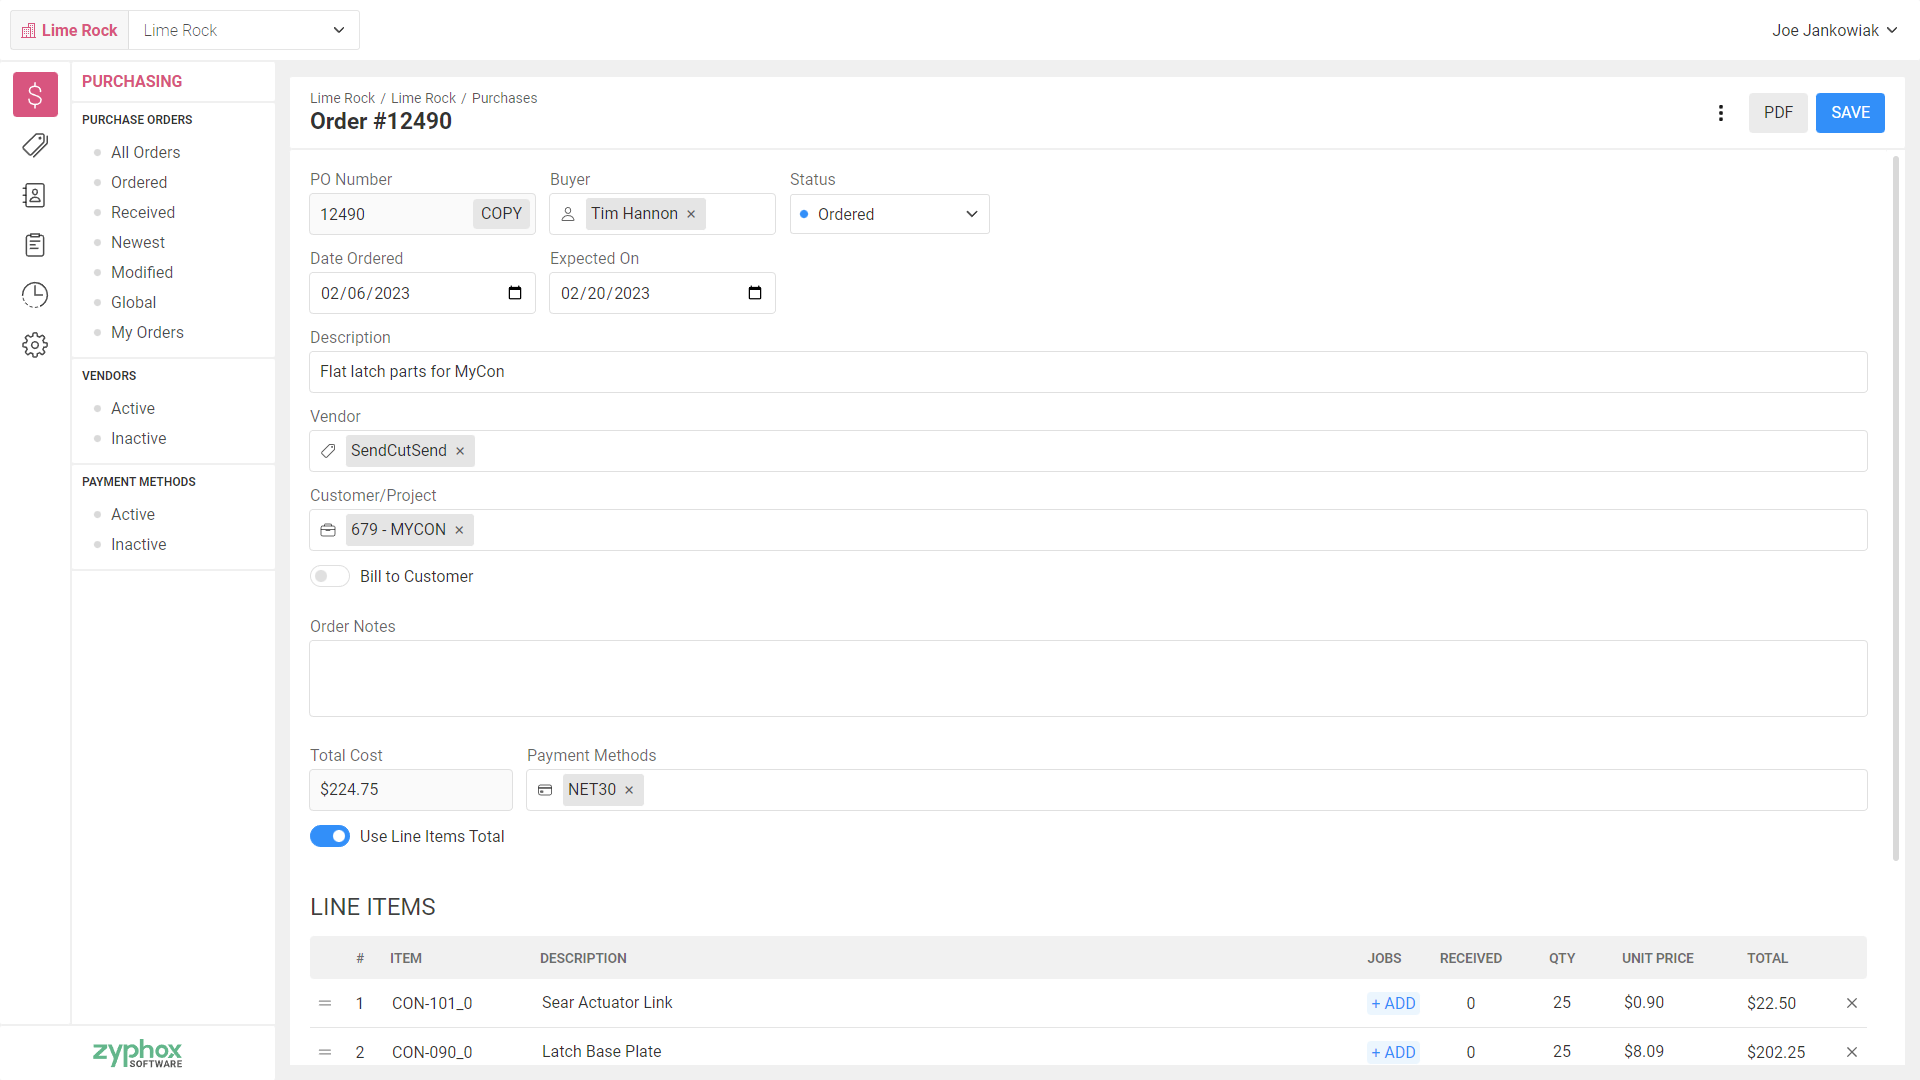 Lime Rock
Lime Rock
Joe Jankowiak
PURCHASING
PURCHASE ORDERS
All Orders
Ordered
Received
Newest
Modified
Global
My Orders
VENDORS
Active
Inactive
PAYMENT METHODS
Active
Inactive
zyphox
SOFTWARE
Lime Rock / Lime Rock / Purchases
Order #12490
PDF
SAVE
PO Number
12490
COPY
Buyer
Tim Hannon ×
Status
Ordered
Date Ordered
02/06/2023
Expected On
02/20/2023
Description
Flat latch parts for MyCon
Vendor
SendCutSend ×
Customer/Project
679 - MYCON ×
Bill to Customer
Order Notes
Total Cost
$224.75
Payment Methods
NET30 ×
Use Line Items Total
LINE ITEMS
# ITEM DESCRIPTION JOBS RECEIVED QTY UNIT PRICE TOTAL
1 CON-101_0 Sear Actuator Link + ADD 0 25 $0.90 $22.50 ×
2 CON-090_0 Latch Base Plate + ADD 0 25 $8.09 $202.25 ×